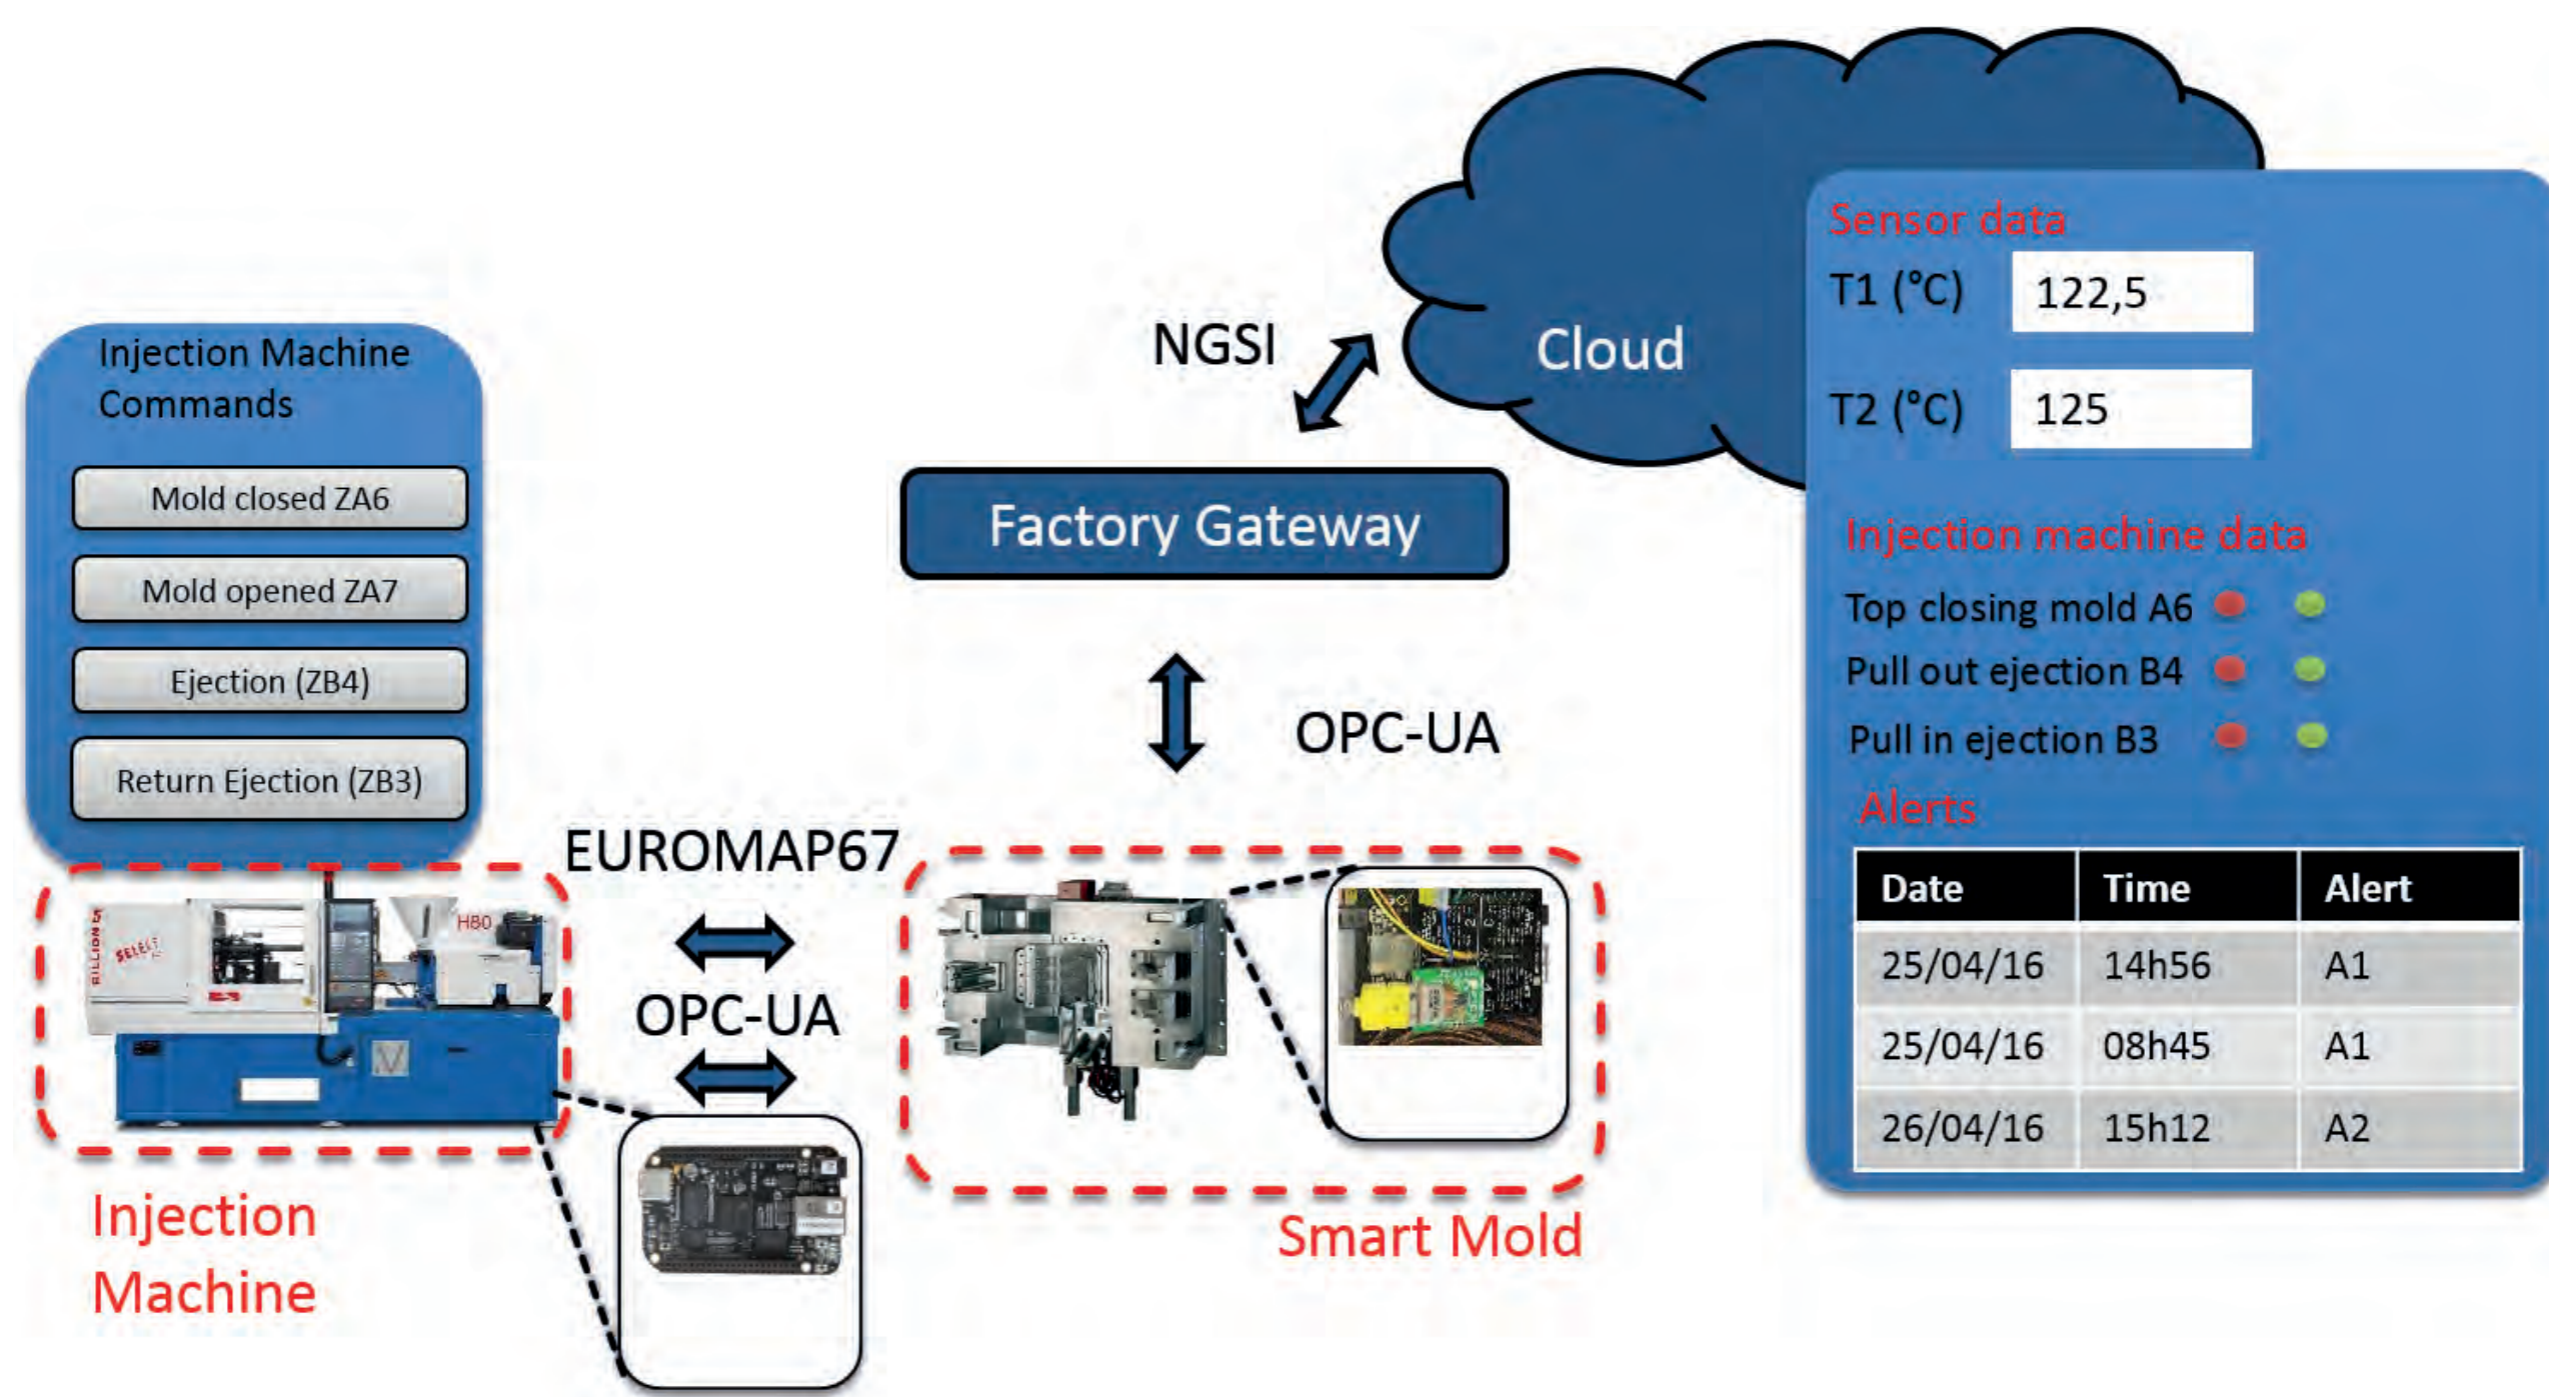 Injection Machine
Commands
Mold closed ZA6
Mold opened ZA7
Ejection (ZB4)
Return Ejection (ZB3)
NGSI
Cloud
Factory Gateway
OPC-UA
EUROMAP67
OPC-UA
BILLION
SELECT
H80
Injection
Machine
Smart Mold
Sensor data
T1 (°C) 122,5
T2 (°C) 125
Injection machine data
Top closing mold A6
Pull out ejection B4
Pull in ejection B3
Alerts
Date Time Alert
25/04/16 14h56 A1
25/04/16 08h45 A1
26/04/16 15h12 A2